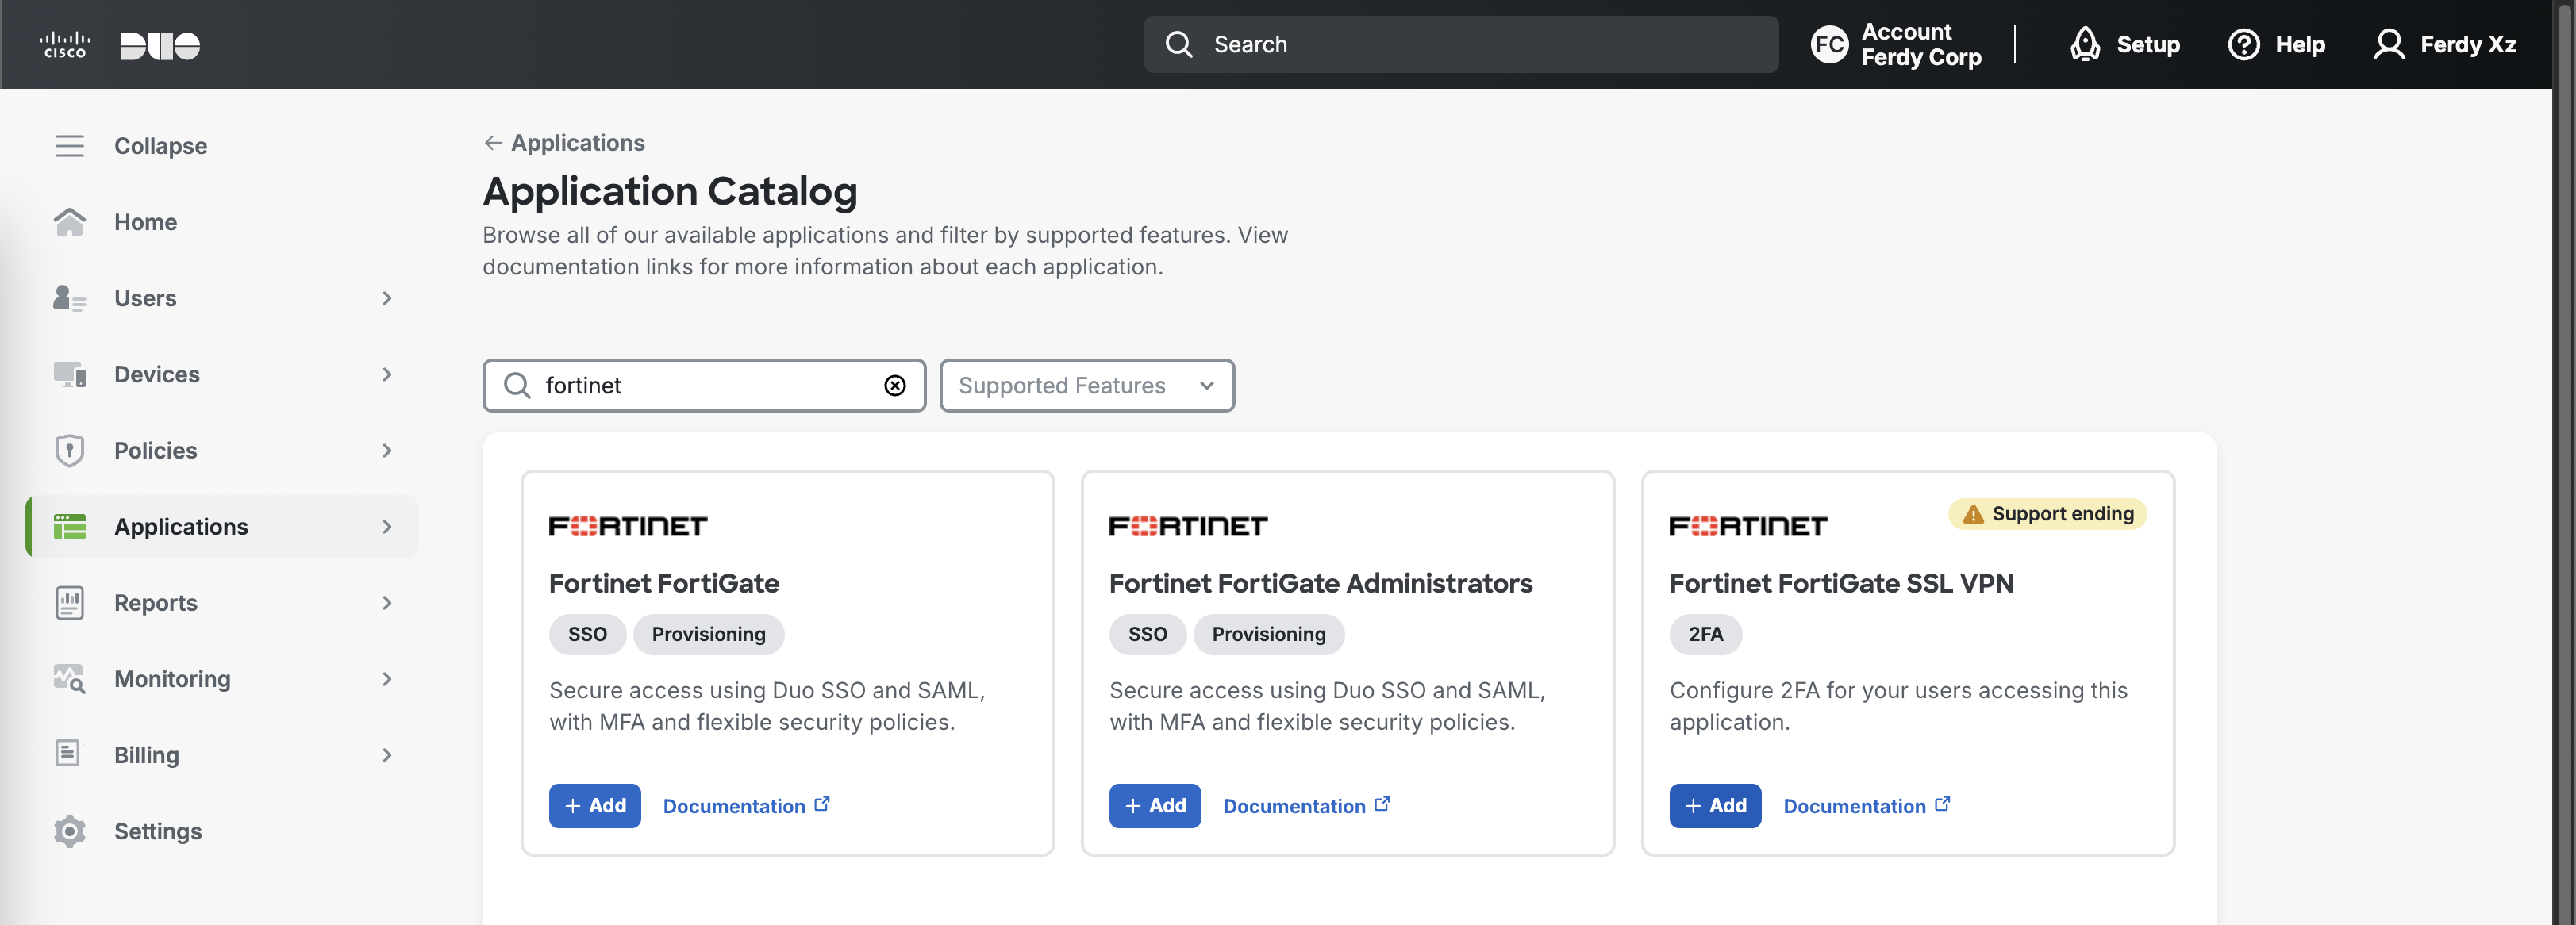 CISCO DUO
Search
FC
Account
Ferdy Corp
Setup
Help
Ferdy Xz
Collapse
Home
Users
Devices
Policies
Applications
Reports
Monitoring
Billing
Settings
← Applications
Application Catalog
Browse all of our available applications and filter by supported features. View
documentation links for more information about each application.
fortinet
Supported Features
FORTINET
Fortinet FortiGate
SSO Provisioning
Secure access using Duo SSO and SAML,
with MFA and flexible security policies.
+ Add Documentation
FORTINET
Fortinet FortiGate Administrators
SSO Provisioning
Secure access using Duo SSO and SAML,
with MFA and flexible security policies.
+ Add Documentation
FORTINET
Support ending
Fortinet FortiGate SSL VPN
2FA
Configure 2FA for your users accessing this
application.
+ Add Documentation